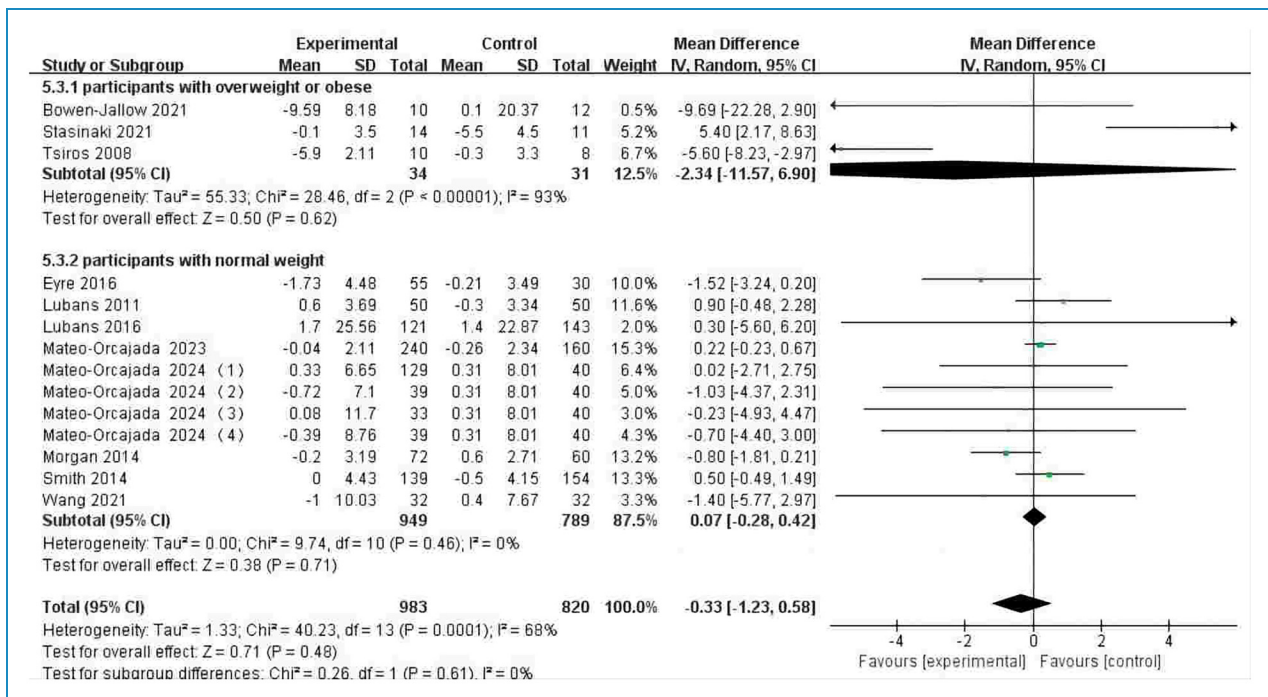 Experimental Control Mean Difference Mean Difference
Study or Subgroup Mean SD Total Mean SD Total Weight IV, Random, 95% CI IV, Random, 95% CI
5.3.1 participants with overweight or obese
Bowen-Jallow 2021 -9.59 8.18 10 0.1 20.37 12 0.5% -9.69 [-22.28, 2.90]
Stasinaki 2021 -0.1 3.5 14 -5.5 4.5 11 5.2% 5.40 [2.17, 8.63]
Tsiros 2008 -5.9 2.11 10 -0.3 3.3 8 6.7% -5.60 [-8.23, -2.97]
Subtotal (95% CI) 34 31 12.5% -2.34 [-11.57, 6.90]
Heterogeneity: Tau² = 55.33; Chi² = 28.46, df = 2 (P < 0.00001); I² = 93%
Test for overall effect: Z = 0.50 (P = 0.62)
5.3.2 participants with normal weight
Eyre 2016 -1.73 4.48 55 -0.21 3.49 30 10.0% -1.52 [-3.24, 0.20]
Lubans 2011 0.6 3.69 50 -0.3 3.34 50 11.6% 0.90 [-0.48, 2.28]
Lubans 2016 1.7 25.56 121 1.4 22.87 143 2.0% 0.30 [-5.60, 6.20]
Mateo-Orcajada 2023 -0.04 2.11 240 -0.26 2.34 160 15.3% 0.22 [-0.23, 0.67]
Mateo-Orcajada 2024 (1) 0.33 6.65 129 0.31 8.01 40 6.4% 0.02 [-2.71, 2.75]
Mateo-Orcajada 2024 (2) -0.72 7.1 39 0.31 8.01 40 5.0% -1.03 [-4.37, 2.31]
Mateo-Orcajada 2024 (3) 0.08 11.7 33 0.31 8.01 40 3.0% -0.23 [-4.93, 4.47]
Mateo-Orcajada 2024 (4) -0.39 8.76 39 0.31 8.01 40 4.3% -0.70 [-4.40, 3.00]
Morgan 2014 -0.2 3.19 72 0.6 2.71 60 13.2% -0.80 [-1.81, 0.21]
Smith 2014 0 4.43 139 -0.5 4.15 154 13.3% 0.50 [-0.49, 1.49]
Wang 2021 -1 10.03 32 0.4 7.67 32 3.3% -1.40 [-5.77, 2.97]
Subtotal (95% CI) 949 789 87.5% 0.07 [-0.28, 0.42]
Heterogeneity: Tau² = 0.00; Chi² = 9.74, df = 10 (P = 0.46); I² = 0%
Test for overall effect: Z = 0.38 (P = 0.71)
Total (95% CI) 983 820 100.0% -0.33 [-1.23, 0.58]
Heterogeneity: Tau² = 1.33; Chi² = 40.23, df = 13 (P = 0.0001); I² = 68%
Test for overall effect: Z = 0.71 (P = 0.48)
Test for subgroup differences: Chi² = 0.26, df = 1 (P = 0.61), I² = 0%
-4 -2 0 2 4
Favours [experimental] Favours [control]